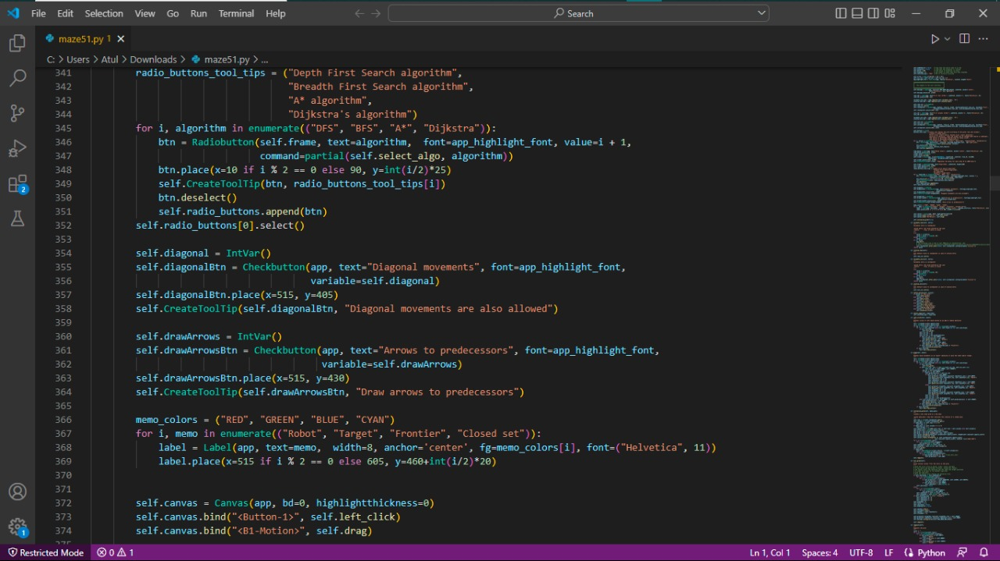 File Edit Selection View Go Run Terminal Help
Search
maze51.py 1
C: > Users > Atul > Downloads > maze51.py > ...
341 radio_buttons_tool_tips = ("Depth First Search algorithm",
342 "Breadth First Search algorithm",
343 "A* algorithm",
344 "Dijkstra's algorithm")
345 for i, algorithm in enumerate(("DFS", "BFS", "A*", "Dijkstra")):
346 btn = Radiobutton(self.frame, text=algorithm,  font=app_highlight_font, value=i + 1,
347 command=partial(self.select_algo, algorithm))
348 btn.place(x=10 if i % 2 == 0 else 90, y=int(i/2)*25)
349 self.CreateToolTip(btn, radio_buttons_tool_tips[i])
350 btn.deselect()
351 self.radio_buttons.append(btn)
352 self.radio_buttons[0].select()
353
354 self.diagonal = IntVar()
355 self.diagonalBtn = Checkbutton(app, text="Diagonal movements", font=app_highlight_font,
356 variable=self.diagonal)
357 self.diagonalBtn.place(x=515, y=405)
358 self.CreateToolTip(self.diagonalBtn, "Diagonal movements are also allowed")
359
360 self.drawArrows = IntVar()
361 self.drawArrowsBtn = Checkbutton(app, text="Arrows to predecessors", font=app_highlight_font,
362 variable=self.drawArrows)
363 self.drawArrowsBtn.place(x=515, y=430)
364 self.CreateToolTip(self.drawArrowsBtn, "Draw arrows to predecessors")
365
366 memo_colors = ("RED", "GREEN", "BLUE", "CYAN")
367 for i, memo in enumerate(("Robot", "Target", "Frontier", "Closed set")):
368 label = Label(app, text=memo,  width=8, anchor='center', fg=memo_colors[i], font=("Helvetica", 11))
369 label.place(x=515 if i % 2 == 0 else 605, y=460+int(i/2)*20)
370
371
372 self.canvas = Canvas(app, bd=0, highlightthickness=0)
373 self.canvas.bind("<Button-1>", self.left_click)
374 self.canvas.bind("<B1-Motion>", self.drag)
375
2
1
Restricted Mode 0 1 Ln 1, Col 1 Spaces: 4 UTF-8 LF Python